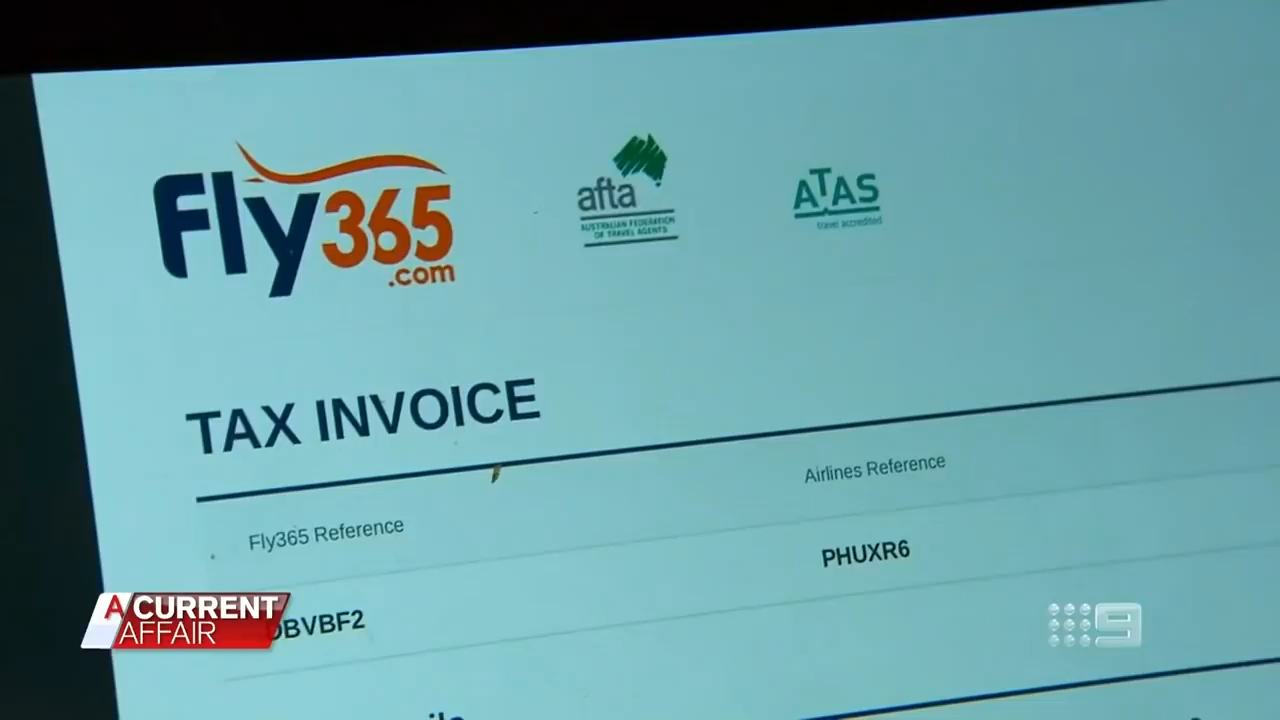 Fly365
.com
afta
AUSTRALIAN FEDERATION
OF TRAVEL AGENTS
ATAS
travel accredited
TAX INVOICE
Fly365 Reference
Airlines Reference
PHUXR6
A CURRENT
AFFAIR
9